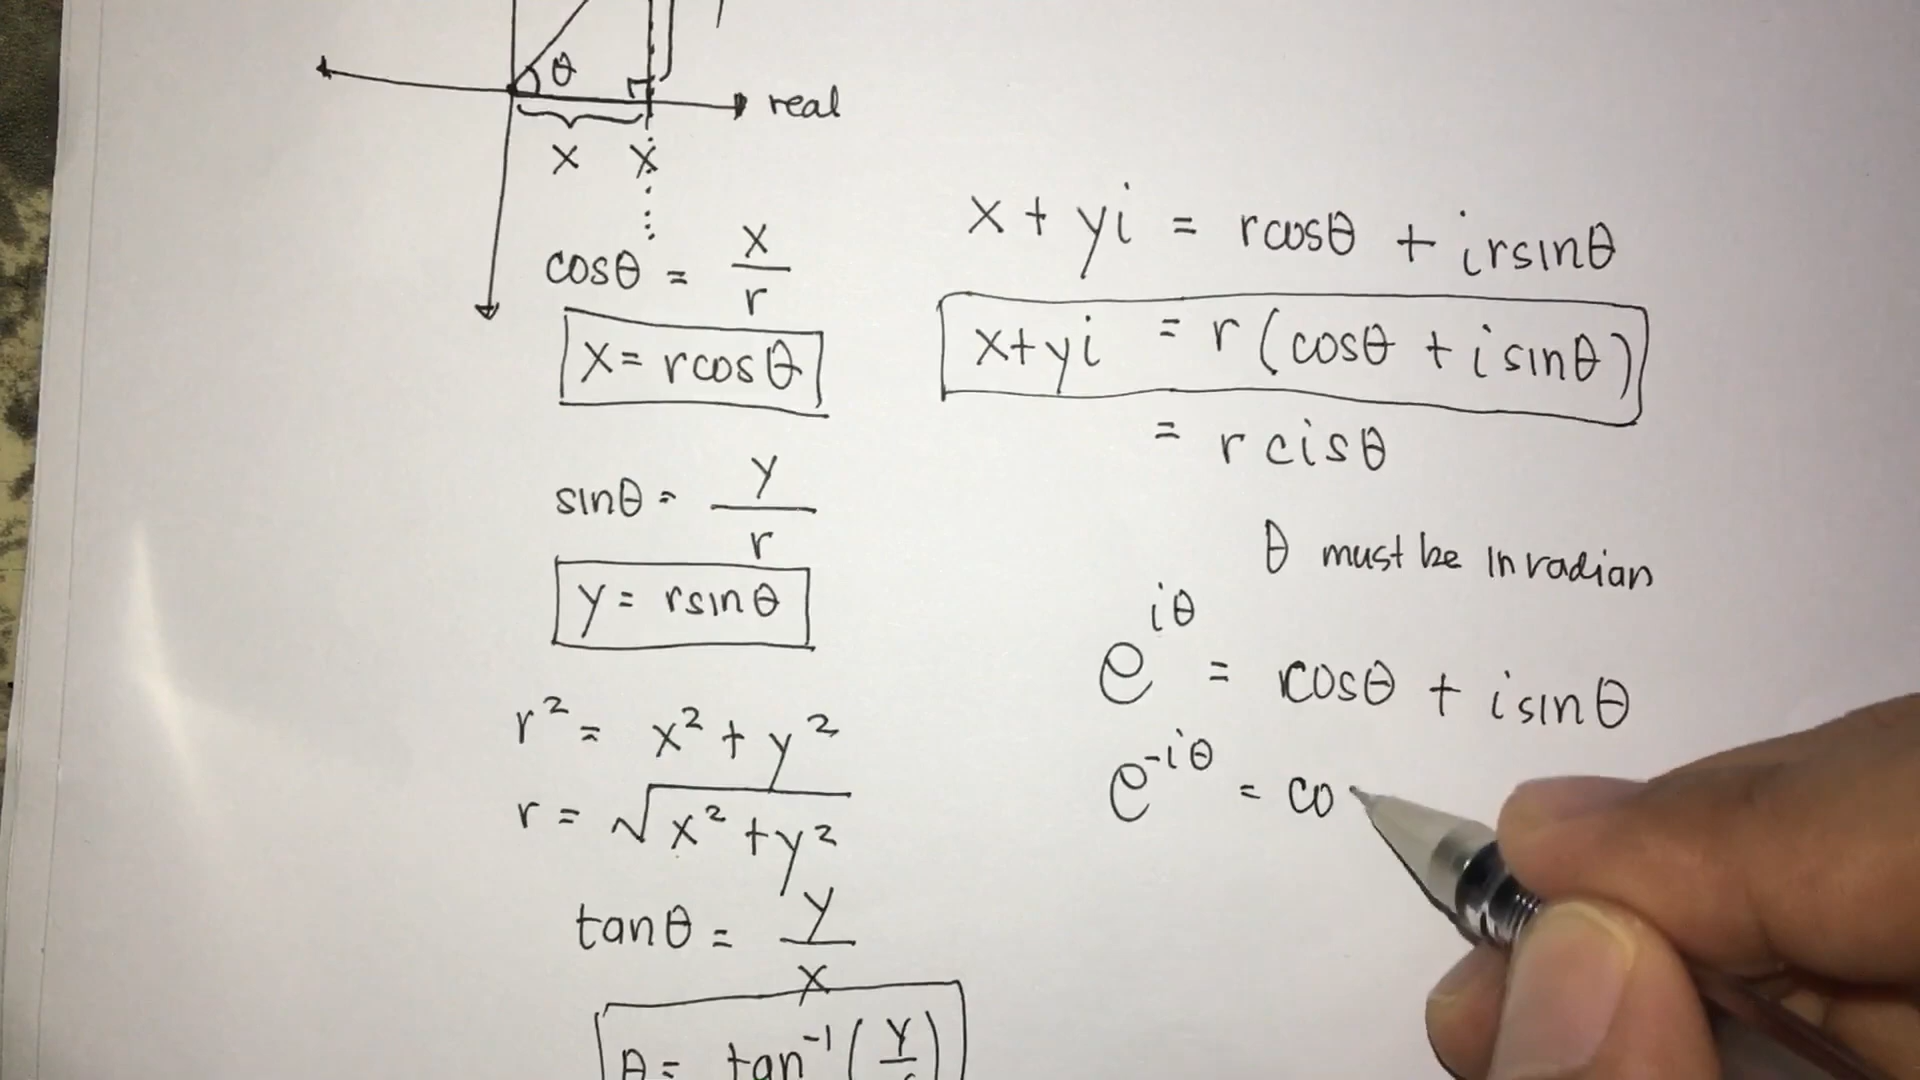 θ
real
x x
cosθ = x/r
x = rcosθ
sinθ = y/r
y = rsinθ
r² = x² + y²
r = √x² + y²
tanθ = y/x
θ = tan⁻¹(y/
x + yi = rcosθ + irsinθ
x+yi = r(cosθ + isinθ)
= rcisθ
θ must be in radian
e^iθ = cosθ + isinθ
e^-iθ = co